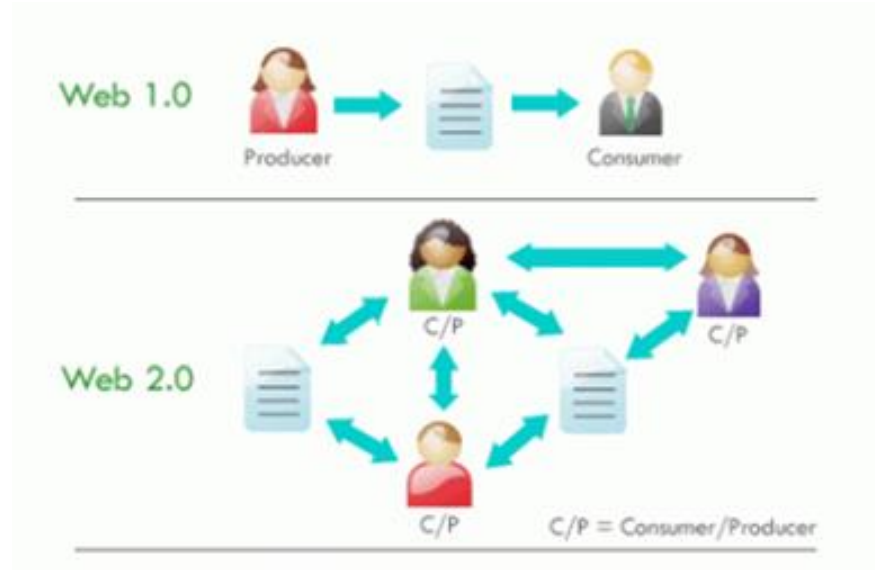 Web 1.0
Producer
Consumer
C/P
C/P
Web 2.0
C/P
C/P = Consumer/Producer